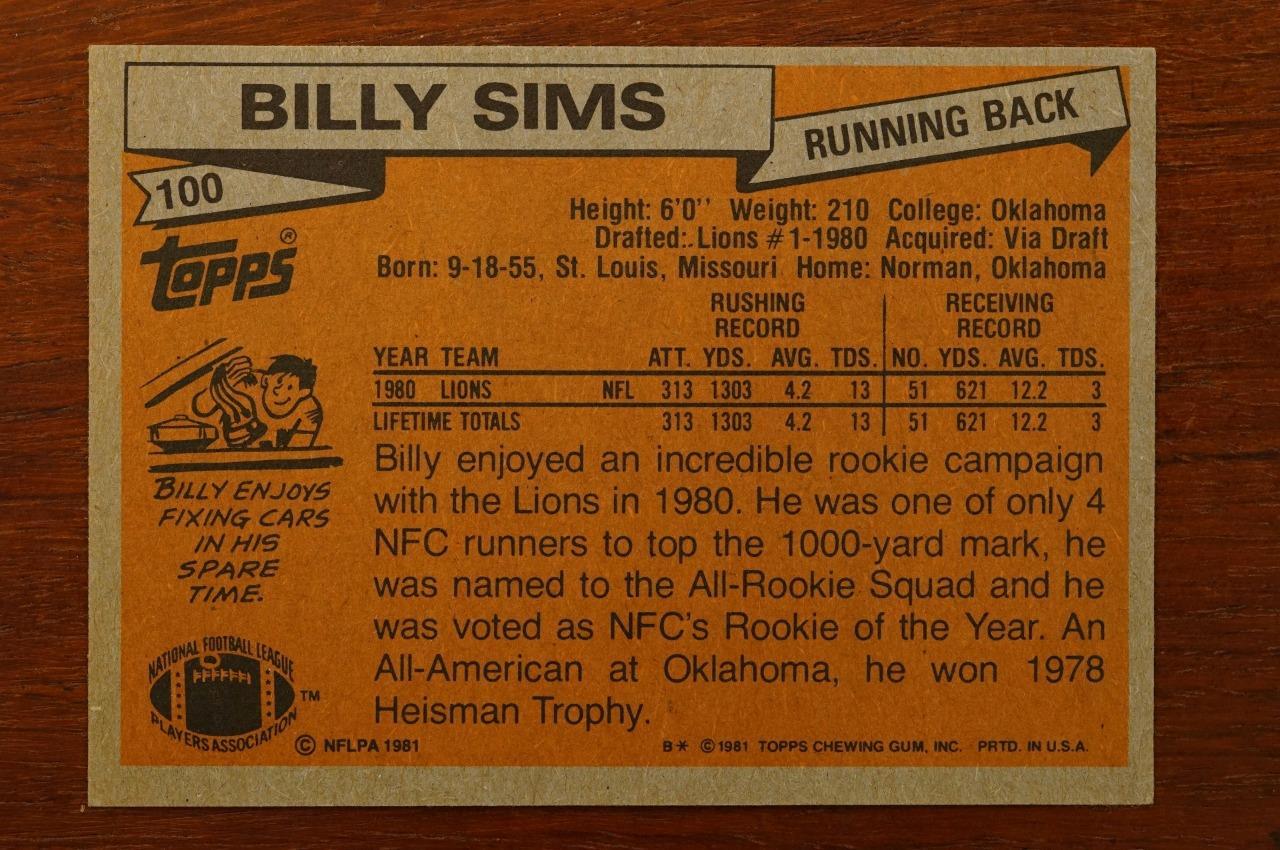 BILLY SIMS
RUNNING BACK
100
TOPPS®
Height: 6'0'' Weight: 210 College: Oklahoma
Drafted: Lions #1-1980 Acquired: Via Draft
Born: 9-18-55, St. Louis, Missouri Home: Norman, Oklahoma
RUSHING RECORD RECEIVING RECORD
YEAR TEAM ATT. YDS. AVG. TDS. NO. YDS. AVG. TDS.
1980 LIONS NFL 313 1303 4.2 13 51 621 12.2 3
LIFETIME TOTALS 313 1303 4.2 13 51 621 12.2 3
Billy enjoyed an incredible rookie campaign
with the Lions in 1980. He was one of only 4
NFC runners to top the 1000-yard mark, he
was named to the All-Rookie Squad and he
was voted as NFC's Rookie of the Year. An
All-American at Oklahoma, he won 1978
Heisman Trophy.
BILLY ENJOYS
FIXING CARS
IN HIS
SPARE
TIME.
NATIONAL FOOTBALL LEAGUE
PLAYERS ASSOCIATION
TM
© NFLPA 1981
B* © 1981 TOPPS CHEWING GUM, INC. PRTD. IN U.S.A.